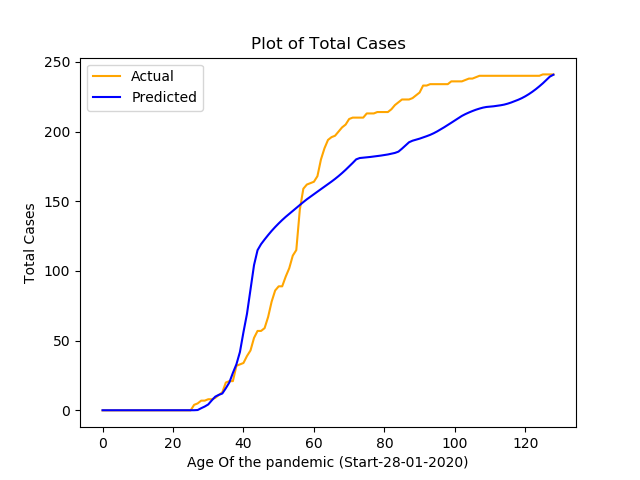 Plot of Total Cases
Actual
Predicted
250
200
150
100
50
0
Total Cases
0 20 40 60 80 100 120
Age Of the pandemic (Start-28-01-2020)